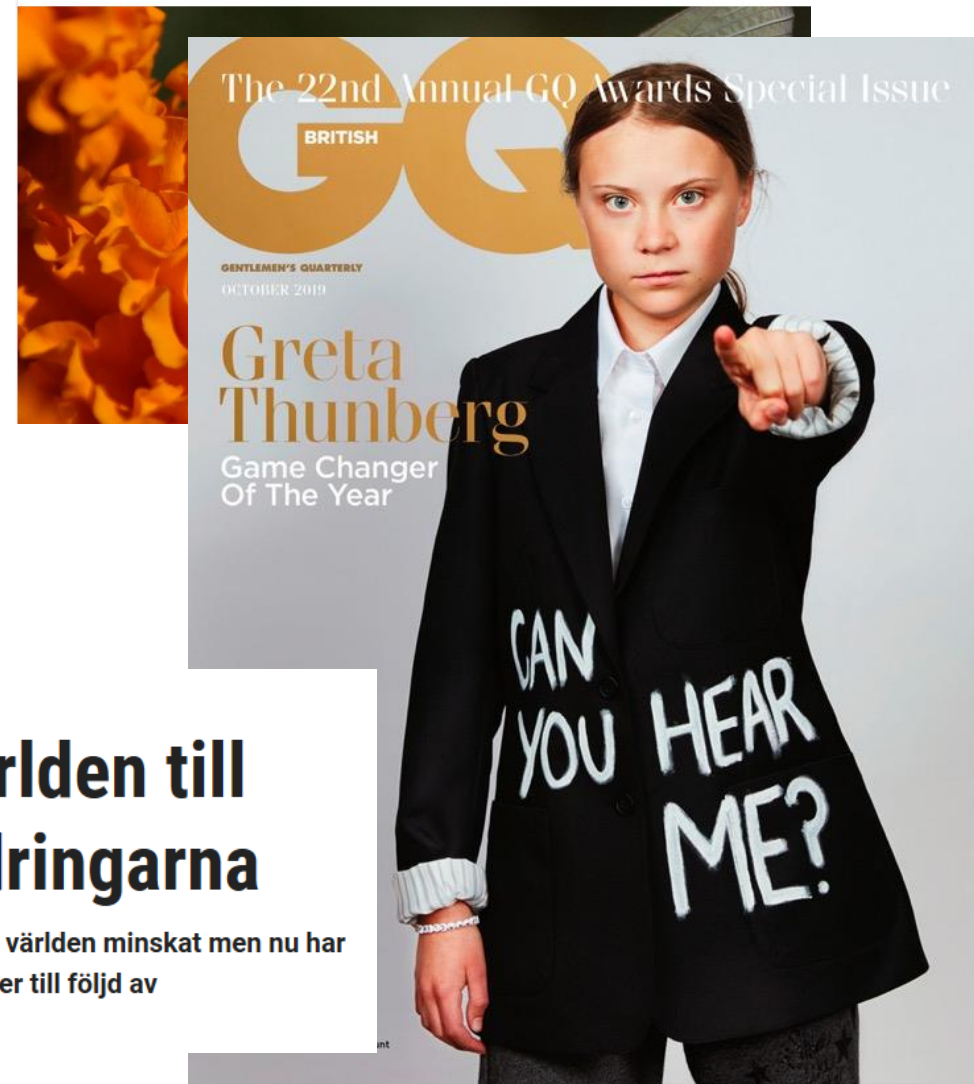 The 22nd Annual GQ Awards Special Issue
GQ
BRITISH
GENTLEMEN'S QUARTERLY
OCTOBER 2019
Greta
Thunberg
Game Changer
Of The Year
CAN
YOU HEAR
ME?
rlden till
dringarna
världen minskat men nu har
er till följd av